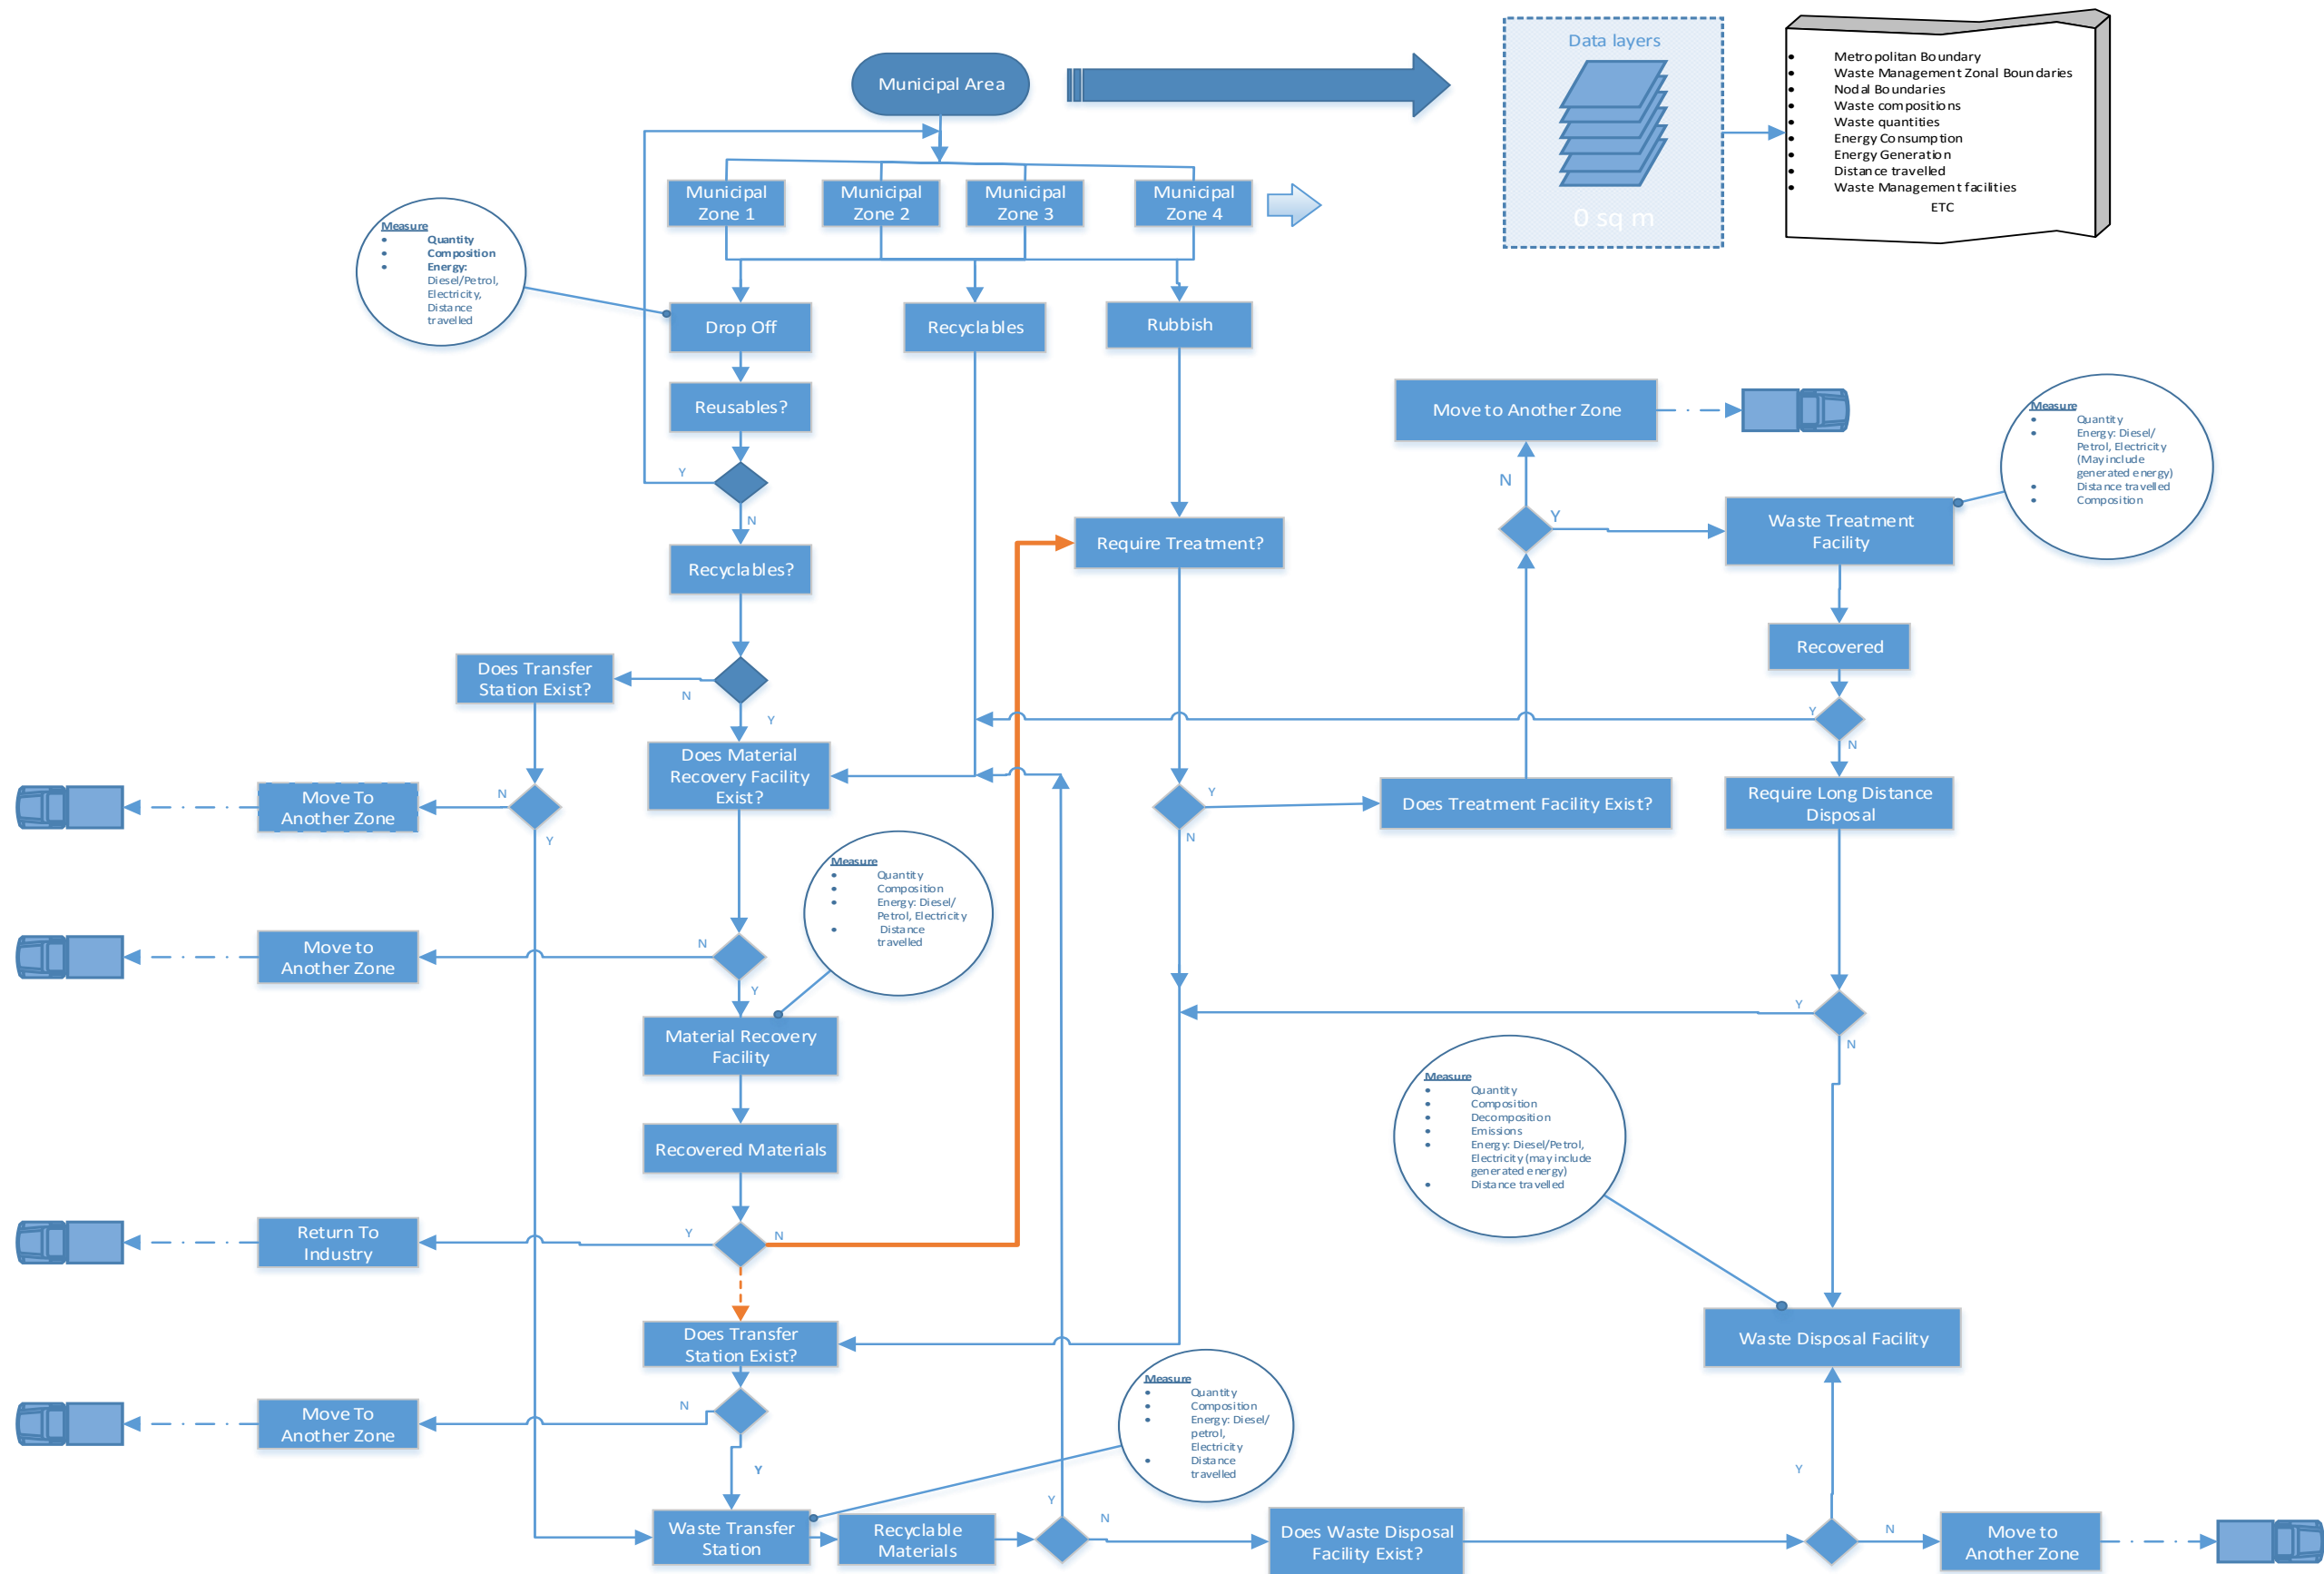 Municipal Area
Data layers
0 sq m
• Metropolitan Boundary
• Waste Management Zonal Boundaries
• Nodal Boundaries
• Waste compositions
• Waste quantities
• Energy Consumption
• Energy Generation
• Distance travelled
• Waste Management facilities
ETC
Municipal
Zone 1
Municipal
Zone 2
Municipal
Zone 3
Municipal
Zone 4
Measure
• Quantity
• Composition
• Energy:
Diesel/Petrol,
Electricity,
Distance
travelled
Drop Off
Recyclables
Rubbish
Reusables?
Y
N
Recyclables?
Require Treatment?
Move to Another Zone
N
Y
Waste Treatment
Facility
Measure
• Quantity
• Energy: Diesel/
Petrol, Electricity
(May include
generated energy)
• Distance travelled
• Composition
Recovered
Y
N
Does Transfer
Station Exist?
N
Y
Does Material
Recovery Facility
Exist?
Move To
Another Zone
N
Y
Y
N
Does Treatment Facility Exist?
Require Long Distance
Disposal
Measure
• Quantity
• Composition
• Energy: Diesel/
Petrol, Electricity
• Distance
travelled
Move to
Another Zone
N
Y
Y
N
Material Recovery
Facility
Recovered Materials
Measure
• Quantity
• Composition
• Decomposition
• Emissions
• Energy: Diesel/Petrol,
Electricity (may include
generated energy)
• Distance travelled
Return To
Industry
Y
N
Does Transfer
Station Exist?
Waste Disposal Facility
Move To
Another Zone
N
Y
Measure
• Quantity
• Composition
• Energy: Diesel/
petrol,
Electricity
• Distance
travelled
Waste Transfer
Station
Recyclable
Materials
Y
N
Does Waste Disposal
Facility Exist?
Y
N
Move to
Another Zone